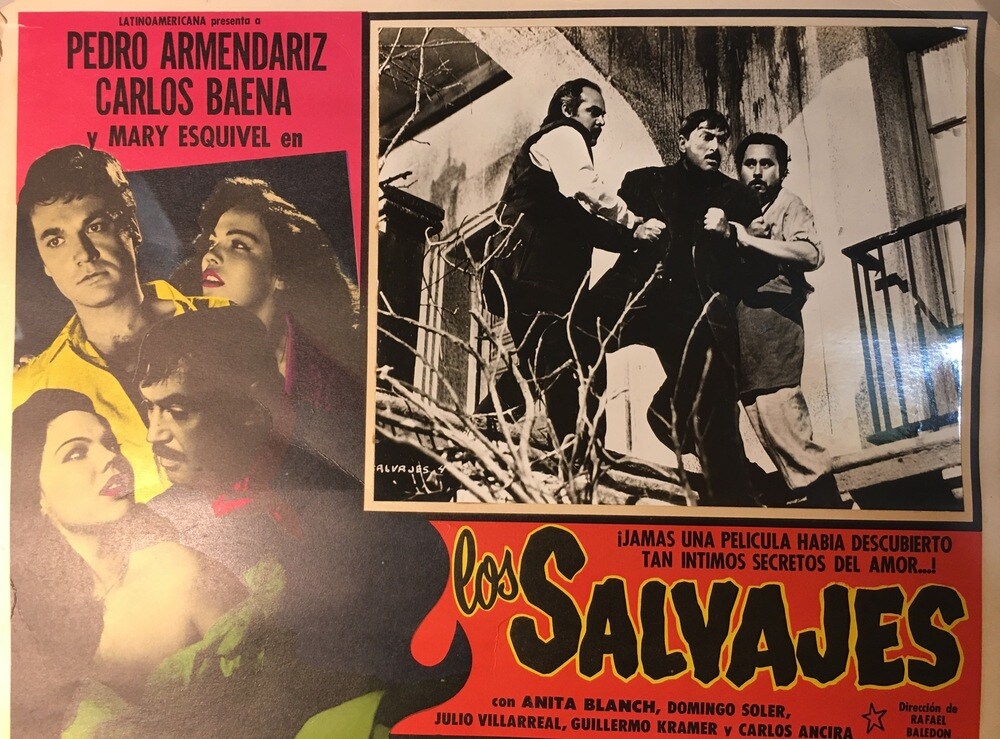 LATINOAMERICANA presenta a
PEDRO ARMENDARIZ
CARLOS BAENA
y MARY ESQUIVEL en
ALVAJES 4
¡JAMAS UNA PELICULA HABIA DESCUBIERTO
TAN INTIMOS SECRETOS DEL AMOR...!
los SALVAJES
con ANITA BLANCH, DOMINGO SOLER,
JULIO VILLARREAL, GUILLERMO KRAMER y CARLOS ANCIRA
Dirección de
RAFAEL
BALEDON